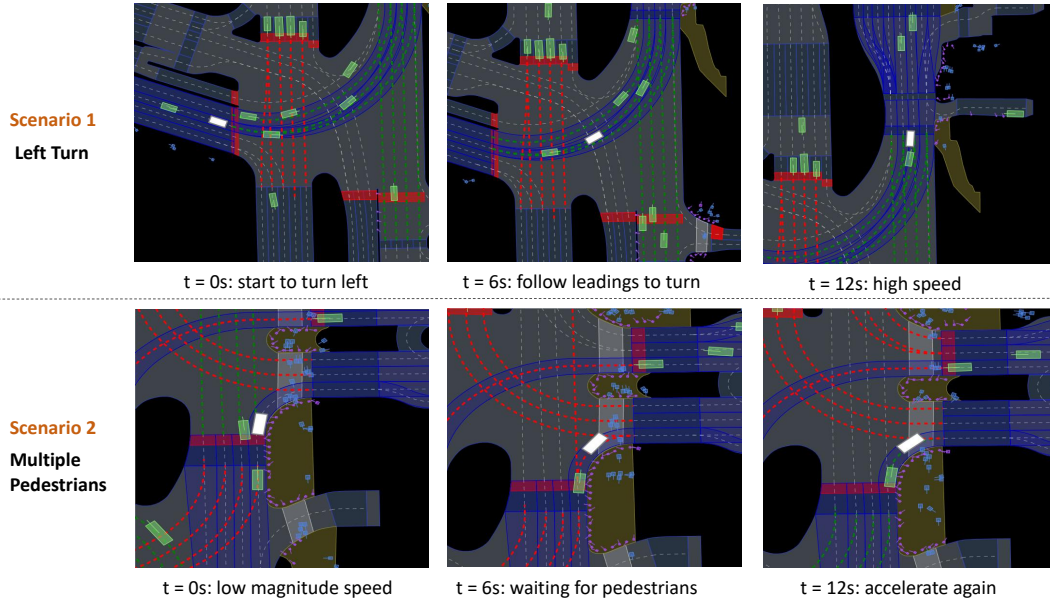 Scenario 1
Left Turn
t = 0s: start to turn left
t = 6s: follow leadings to turn
t = 12s: high speed
Scenario 2
Multiple
Pedestrians
t = 0s: low magnitude speed
t = 6s: waiting for pedestrians
t = 12s: accelerate again